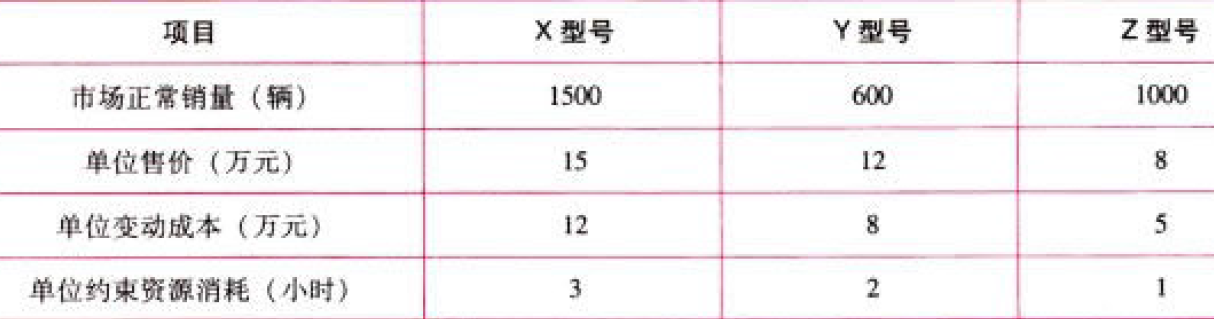 项目 X 型号 Y 型号 Z 型号
市场正常销量（辆） 1500 600 1000
单位售价（万元） 15 12 8
单位变动成本（万元） 12 8 5
单位约束资源消耗（小时） 3 2 1